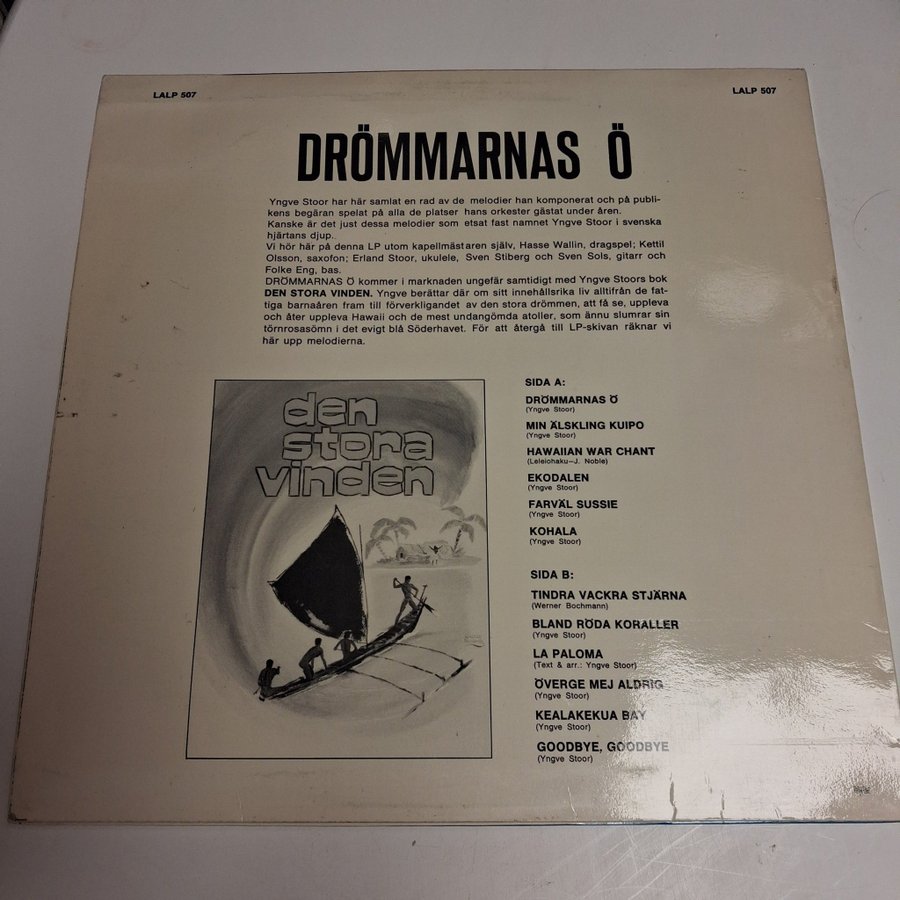 LALP 507
LALP 507
DRÖMMARNAS Ö
Yngve Stoor har här samlat en rad av de melodier han komponerat och på publi-
kens begäran spelat på alla de platser hans orkester gästat under åren.
Kanske är det just dessa melodier som etsat fast namnet Yngve Stoor i svenska
hjärtans djup.
Vi hör här på denna LP utom kapellmästaren själv, Hasse Wallin, dragspel; Kettil
Olsson, saxofon; Erland Stoor, ukulele, Sven Stiberg och Sven Sols, gitarr och
Folke Eng, bas.
DRÖMMARNAS Ö kommer i marknaden ungefär samtidigt med Yngve Stoors bok
DEN STORA VINDEN. Yngve berättar där om sitt innehållsrika liv alltifrån de fat-
tiga barnaåren fram till förverkligandet av den stora drömmen, att få se, uppleva
och åter uppleva Hawaii och de mest undangömda atoller, som ännu slumrar sin
törnrosasömn i det evigt blå Söderhavet. För att återgå till LP-skivan räknar vi
här upp melodierna.
den
stora
vinden
SIDA A:
DRÖMMARNAS Ö
(Yngve Stoor)
MIN ÄLSKLING KUIPO
(Yngve Stoor)
HAWAIIAN WAR CHANT
(Leleiohaku–J. Noble)
EKODALEN
(Yngve Stoor)
FARVÄL SUSSIE
(Yngve Stoor)
KOHALA
(Yngve Stoor)
SIDA B:
TINDRA VACKRA STJÄRNA
(Werner Bochmann)
BLAND RÖDA KORALLER
(Yngve Stoor)
LA PALOMA
(Text & arr.: Yngve Stoor)
ÖVERGE MEJ ALDRIG
(Yngve Stoor)
KEALAKEKUA BAY
(Yngve Stoor)
GOODBYE, GOODBYE
(Yngve Stoor)